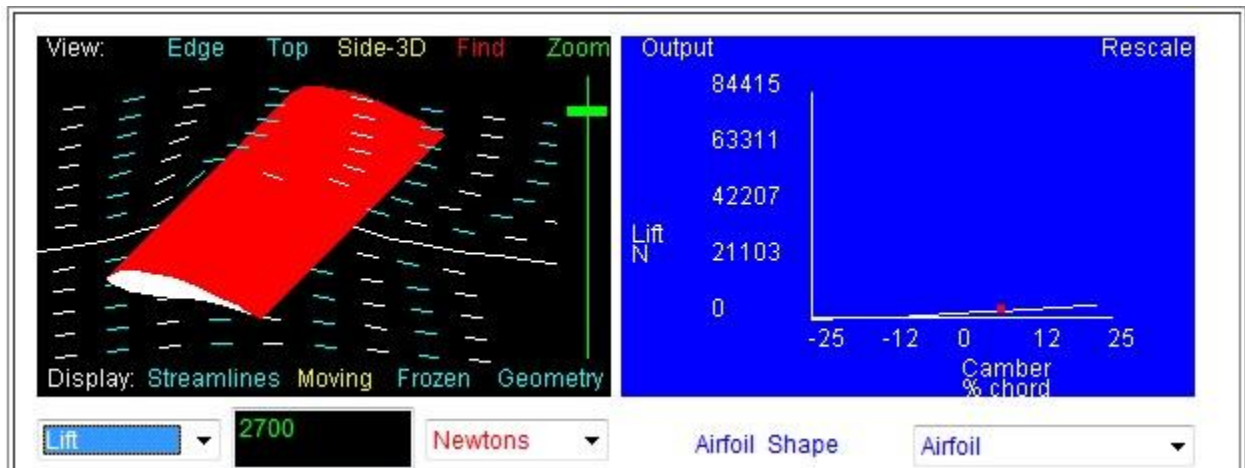 View: Edge Top Side-3D Find Zoom
Display: Streamlines Moving Frozen Geometry
Lift 2700 Newtons
Output Rescale
84415
63311
42207
Lift
N
21103
0
-25 -12 0 12 25
Camber
% chord
Airfoil Shape Airfoil